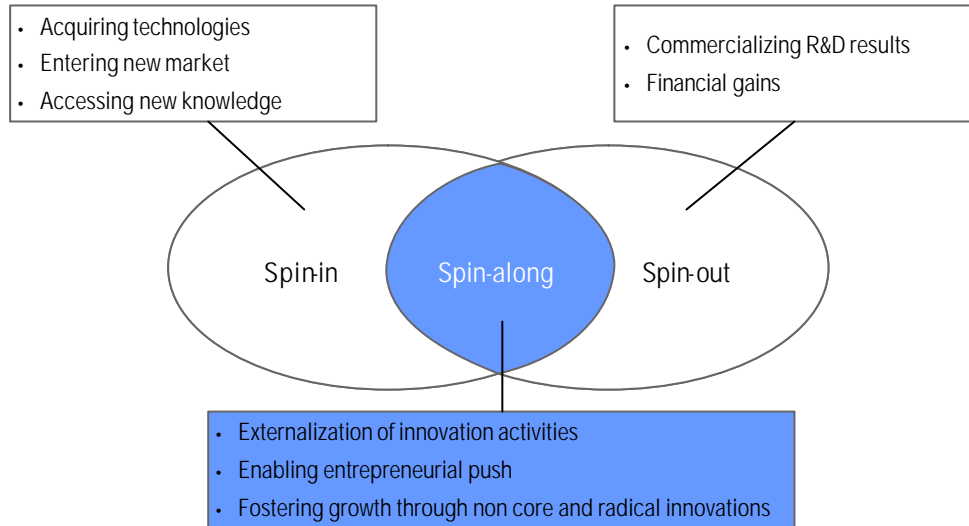 • Acquiring technologies
• Entering new market
• Accessing new knowledge
• Commercializing R&D results
• Financial gains
Spin-in
Spin-along
Spin-out
• Externalization of innovation activities
• Enabling entrepreneurial push
• Fostering growth through non core and radical innovations